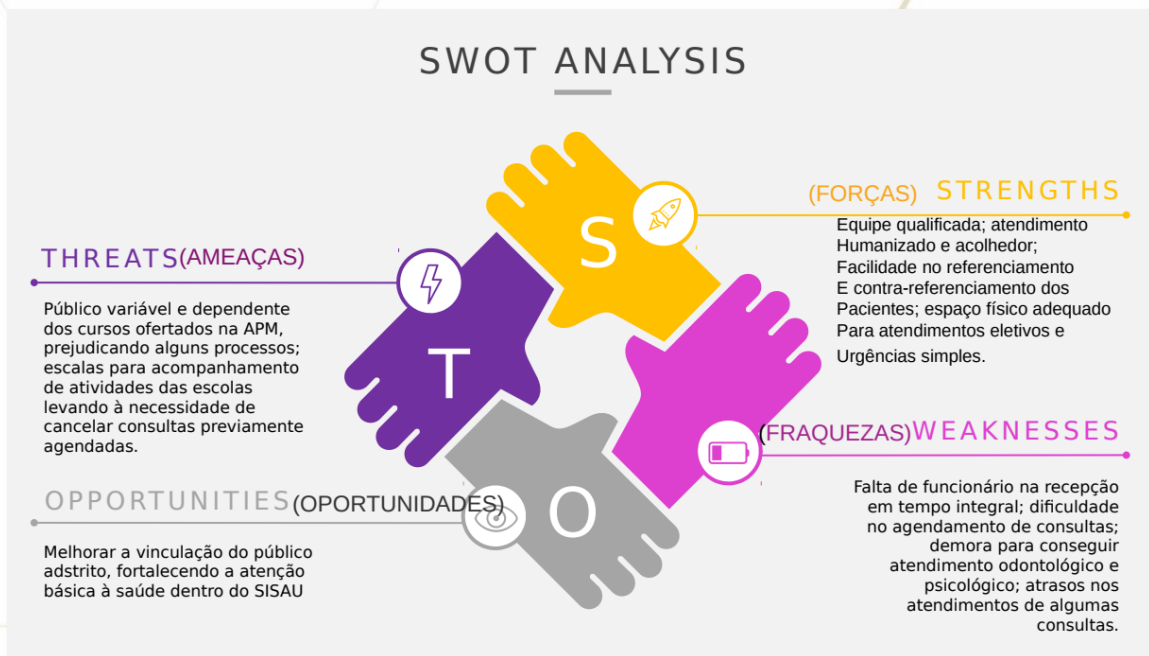 SWOT ANALYSIS
(FORÇAS) STRENGTHS
Equipe qualificada; atendimento
Humanizado e acolhedor;
Facilidade no referenciamento
E contra-referenciamento dos
Pacientes; espaço físico adequado
Para atendimentos eletivos e
Urgências simples.
S
THREATS(AMEAÇAS)
Público variável e dependente
dos cursos ofertados na APM,
prejudicando alguns processos;
escalas para acompanhamento
de atividades das escolas
levando à necessidade de
cancelar consultas previamente
agendadas.
T
(FRAQUEZAS)WEAKNESSES
Falta de funcionário na recepção
em tempo integral; dificuldade
no agendamento de consultas;
demora para conseguir
atendimento odontológico e
psicológico; atrasos nos
atendimentos de algumas
consultas.
OPPORTUNITIES(OPORTUNIDADES)
Melhorar a vinculação do público
adstrito, fortalecendo a atenção
básica à saúde dentro do SISAU
O